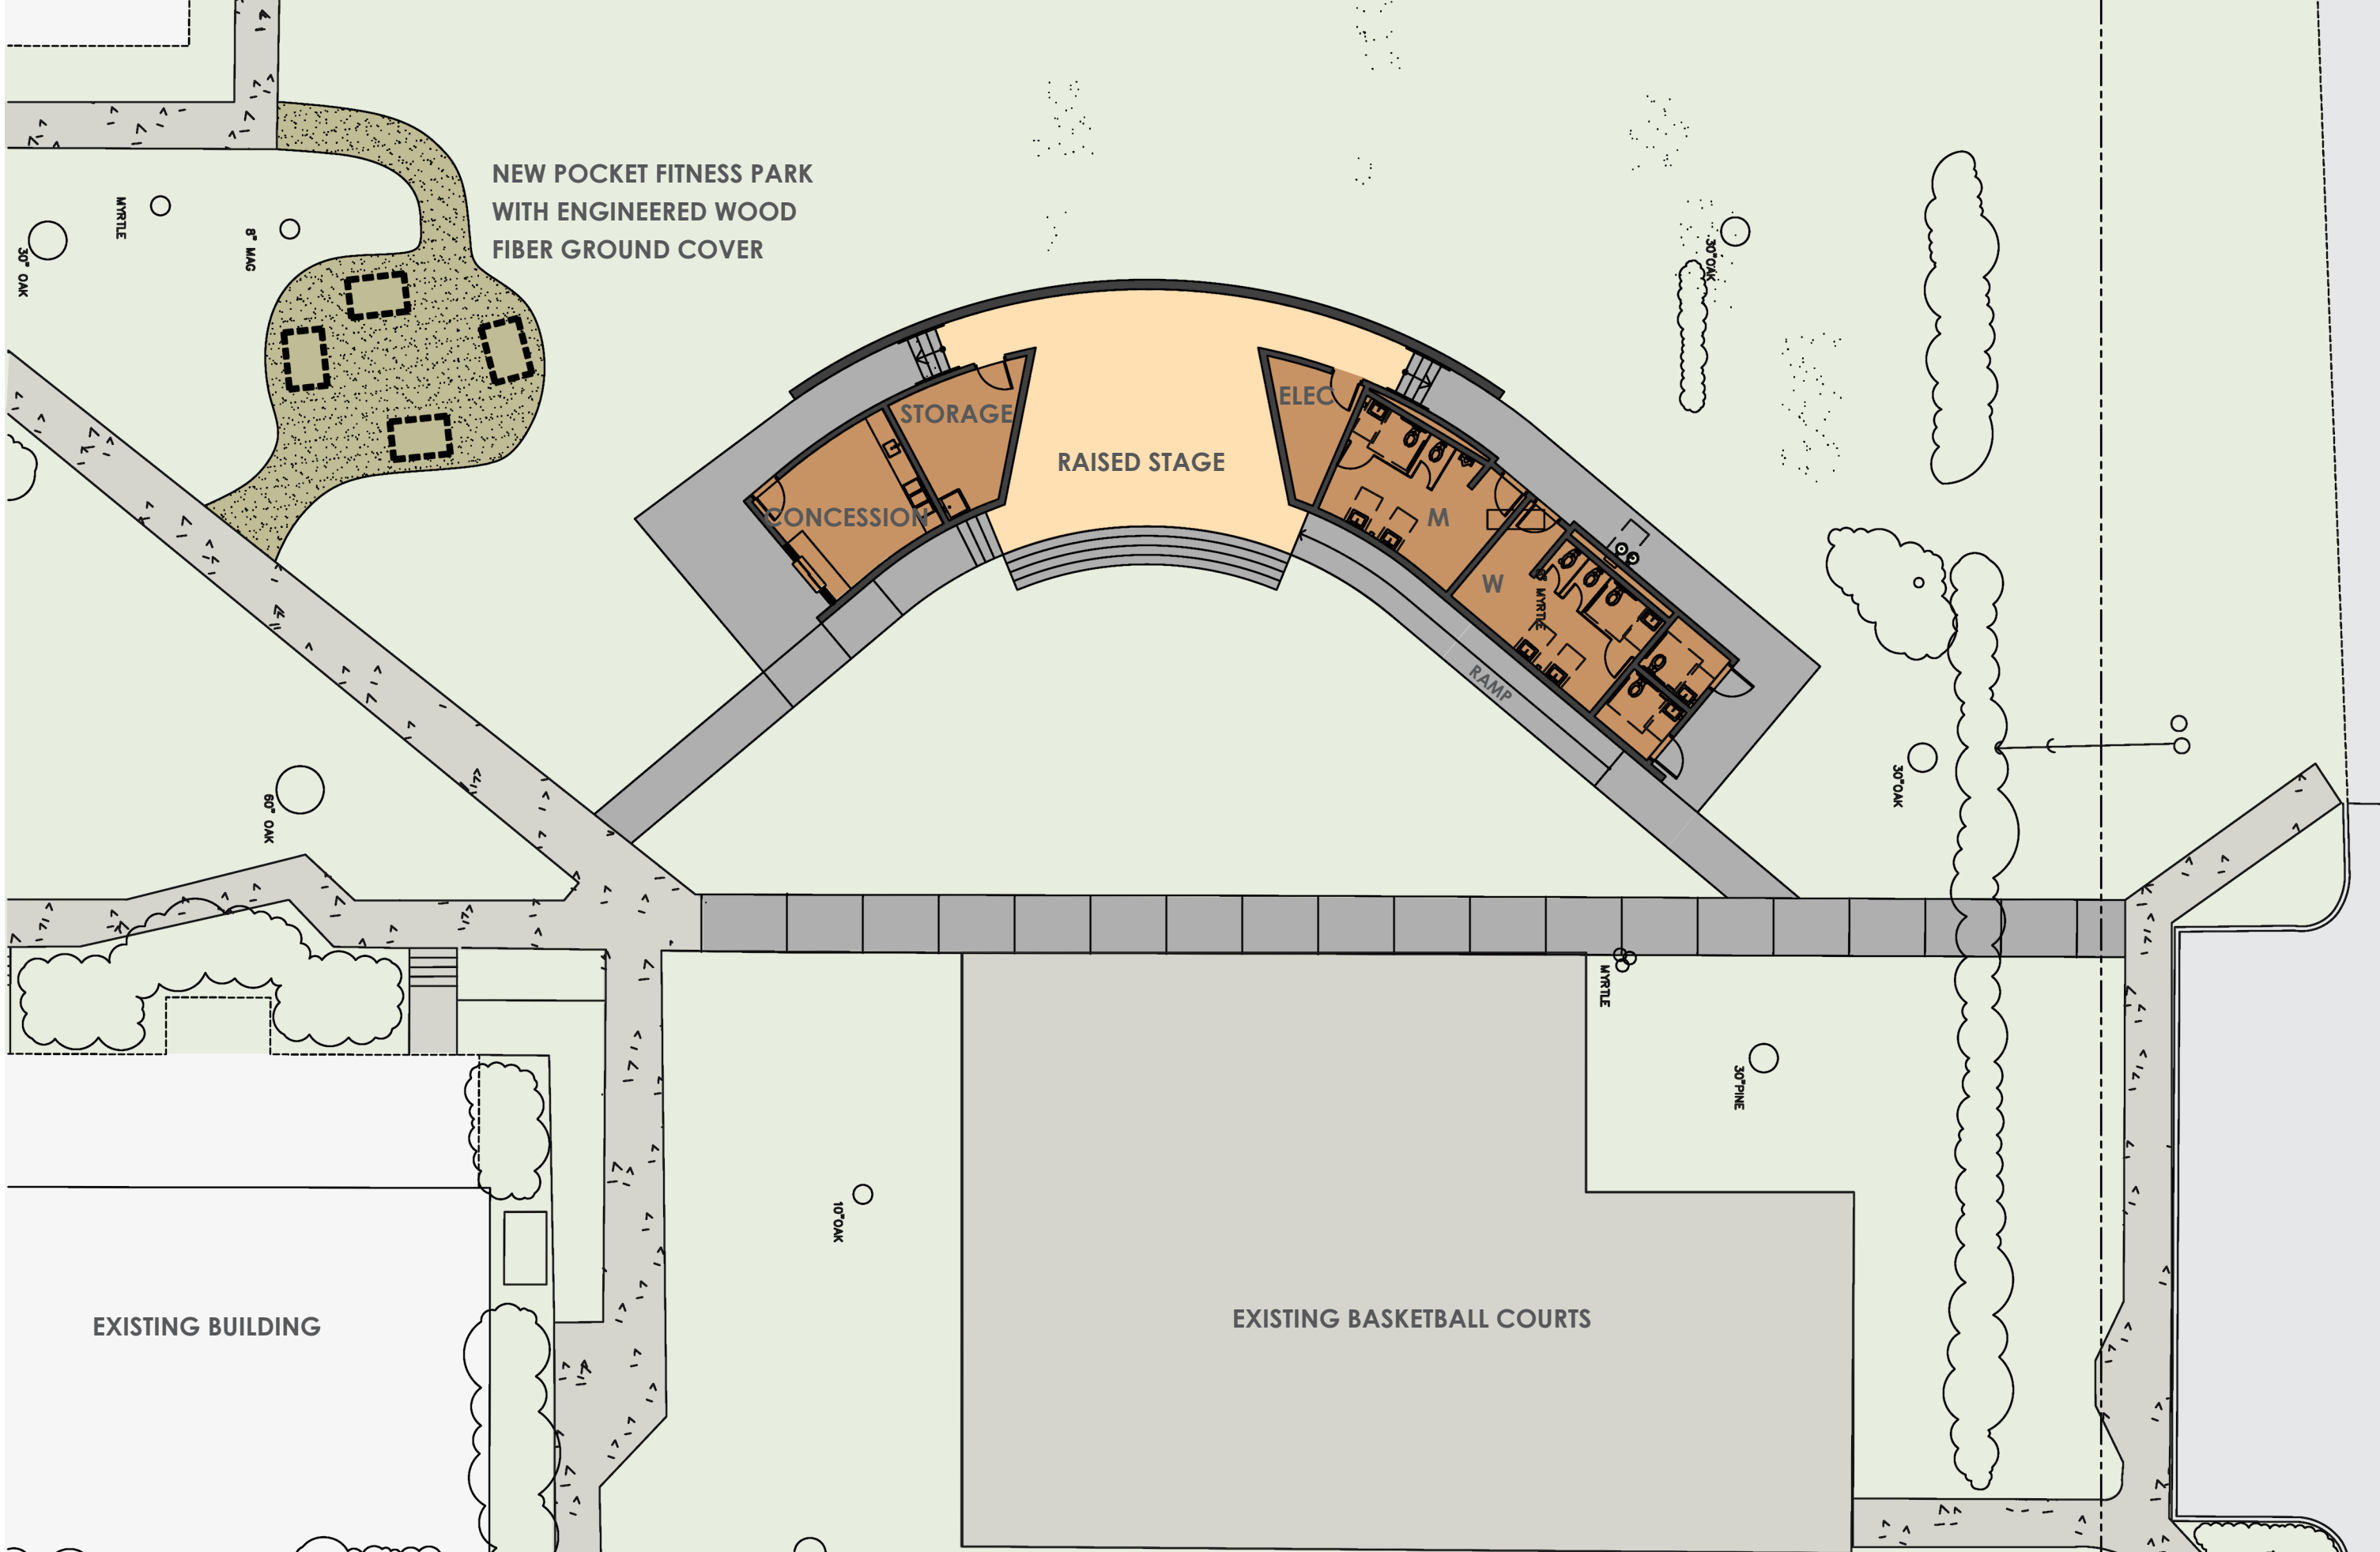 NEW POCKET FITNESS PARK
WITH ENGINEERED WOOD
FIBER GROUND COVER
MYRTLE
8" MAG
30" OAK
30"OAK
STORAGE
ELEC
RAISED STAGE
CONCESSION
M
W
MYRTLE
RAMP
60" OAK
30"OAK
MYRTLE
30"PINE
10"OAK
EXISTING BUILDING
EXISTING BASKETBALL COURTS